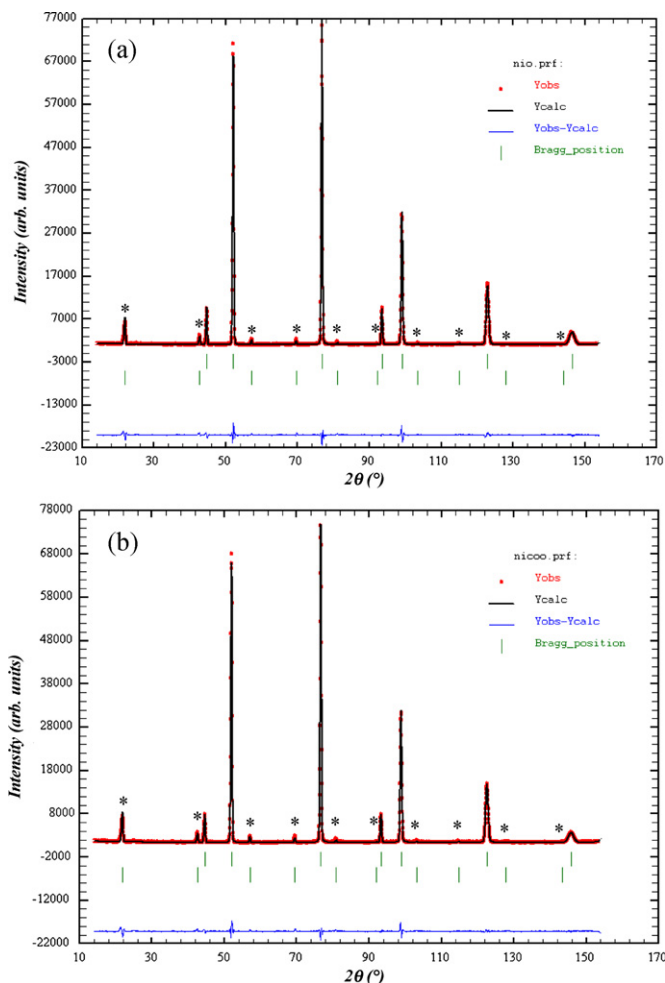 (a)
77000
67000
57000
47000
37000
27000
17000
7000
-3000
-13000
-23000
Intensity (arb. units)
nio.prf:
Yobs
Ycalc
Yobs-Ycalc
Bragg_position
* * * * * * * * * *
10 30 50 70 90 110 130 150 170
2θ (°)
(b)
78000
68000
58000
48000
38000
28000
18000
8000
-2000
-12000
-22000
Intensity (arb. units)
nicoo.prf:
Yobs
Ycalc
Yobs-Ycalc
Bragg_position
* * * * * * * * * *
10 30 50 70 90 110 130 150 170
2θ (°)